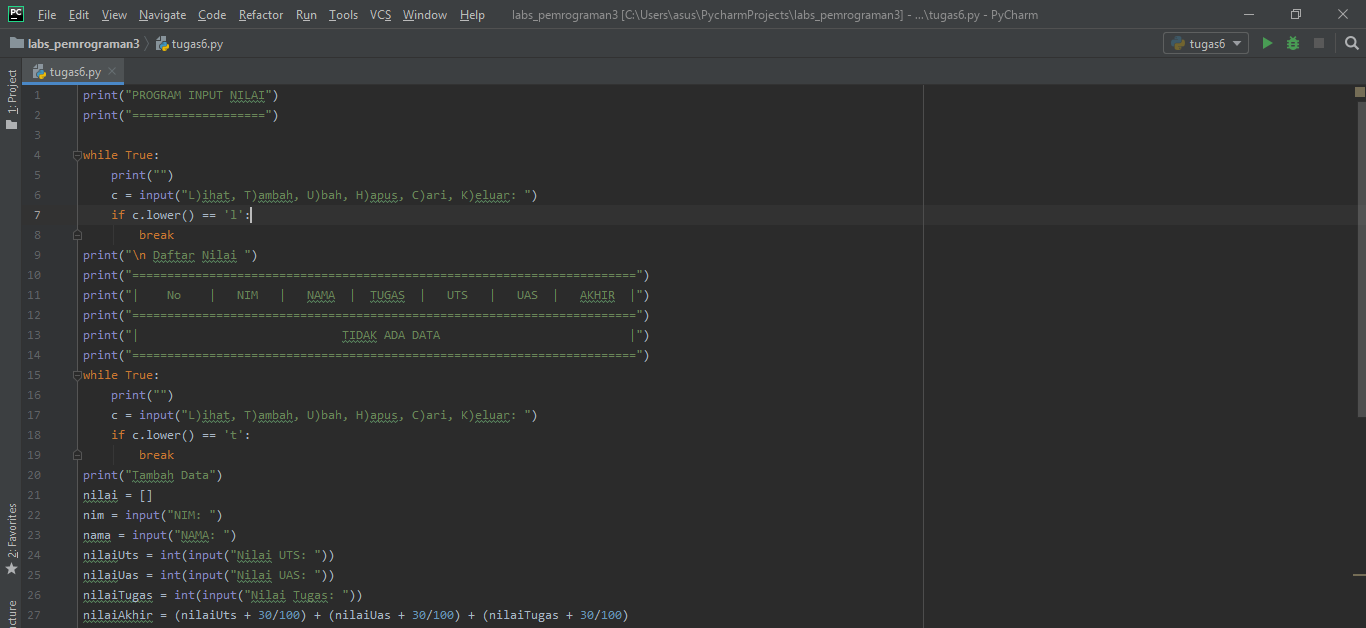 PC File Edit View Navigate Code Refactor Run Tools VCS Window Help labs_pemrograman3 [C:\Users\asus\PycharmProjects\labs_pemrograman3] - ...\tugas6.py - PyCharm
labs_pemrograman3 tugas6.py tugas6
tugas6.py
1: Project
2: Favorites
1 print("PROGRAM INPUT NILAI")
2 print("===================")
3
4 while True:
5     print("")
6     c = input("L)ihat, T)ambah, U)bah, H)apus, C)ari, K)eluar: ")
7     if c.lower() == 'l':
8         break
9 print("\n Daftar Nilai ")
10 print("========================================================================")
11 print("|    No    |   NIM   |   NAMA  |  TUGAS  |   UTS   |   UAS  |   AKHIR  |")
12 print("========================================================================")
13 print("|                             TIDAK ADA DATA                           |")
14 print("========================================================================")
15 while True:
16     print("")
17     c = input("L)ihat, T)ambah, U)bah, H)apus, C)ari, K)eluar: ")
18     if c.lower() == 't':
19         break
20 print("Tambah Data")
21 nilai = []
22 nim = input("NIM: ")
23 nama = input("NAMA: ")
24 nilaiUts = int(input("Nilai UTS: "))
25 nilaiUas = int(input("Nilai UAS: "))
26 nilaiTugas = int(input("Nilai Tugas: "))
27 nilaiAkhir = (nilaiUts + 30/100) + (nilaiUas + 30/100) + (nilaiTugas + 30/100)